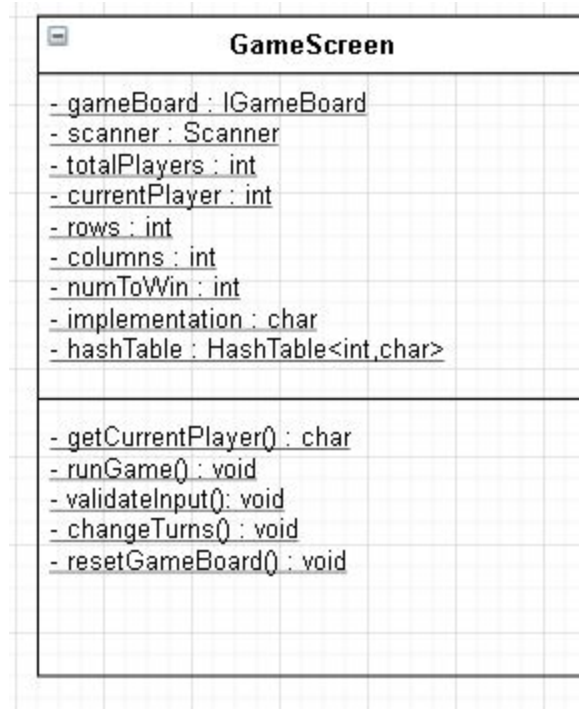 GameScreen
- gameBoard : IGameBoard
- scanner : Scanner
- totalPlayers : int
- currentPlayer : int
- rows : int
- columns : int
- numToWin : int
- implementation : char
- hashTable : HashTable<int,char>
- getCurrentPlayer() : char
- runGame() : void
- validateInput(): void
- changeTurns() : void
- resetGameBoard() : void